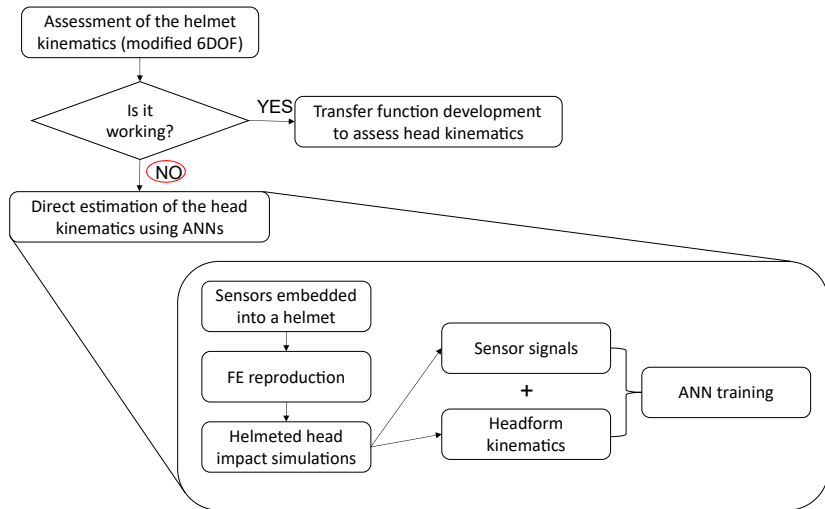 Assessment of the helmet
kinematics (modified 6DOF)
Is it
working?
YES
Transfer function development
to assess head kinematics
NO
Direct estimation of the head
kinematics using ANNs
Sensors embedded
into a helmet
FE reproduction
Helmeted head
impact simulations
Sensor signals
+
Headform
kinematics
ANN training